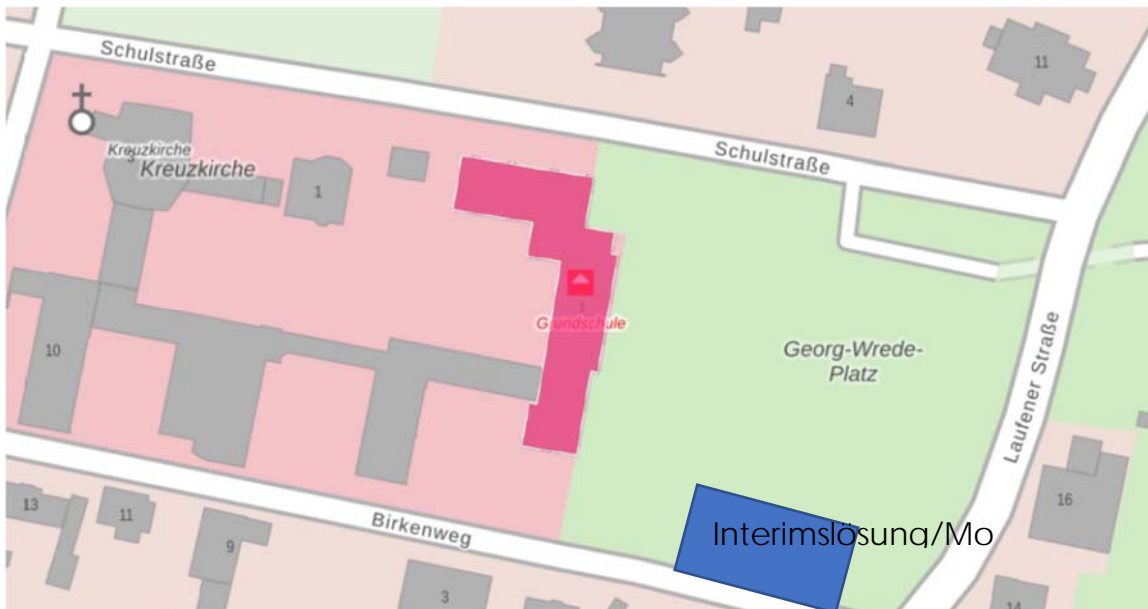 Schulstraße
11
4
Kreuzkirche
3
Kreuzkirche
1
Schulstraße
1
Grundschule
Georg-Wrede-
Platz
Laufener Straße
10
16
13
11
9
Birkenweg
Interimslösung/Mo
3
14